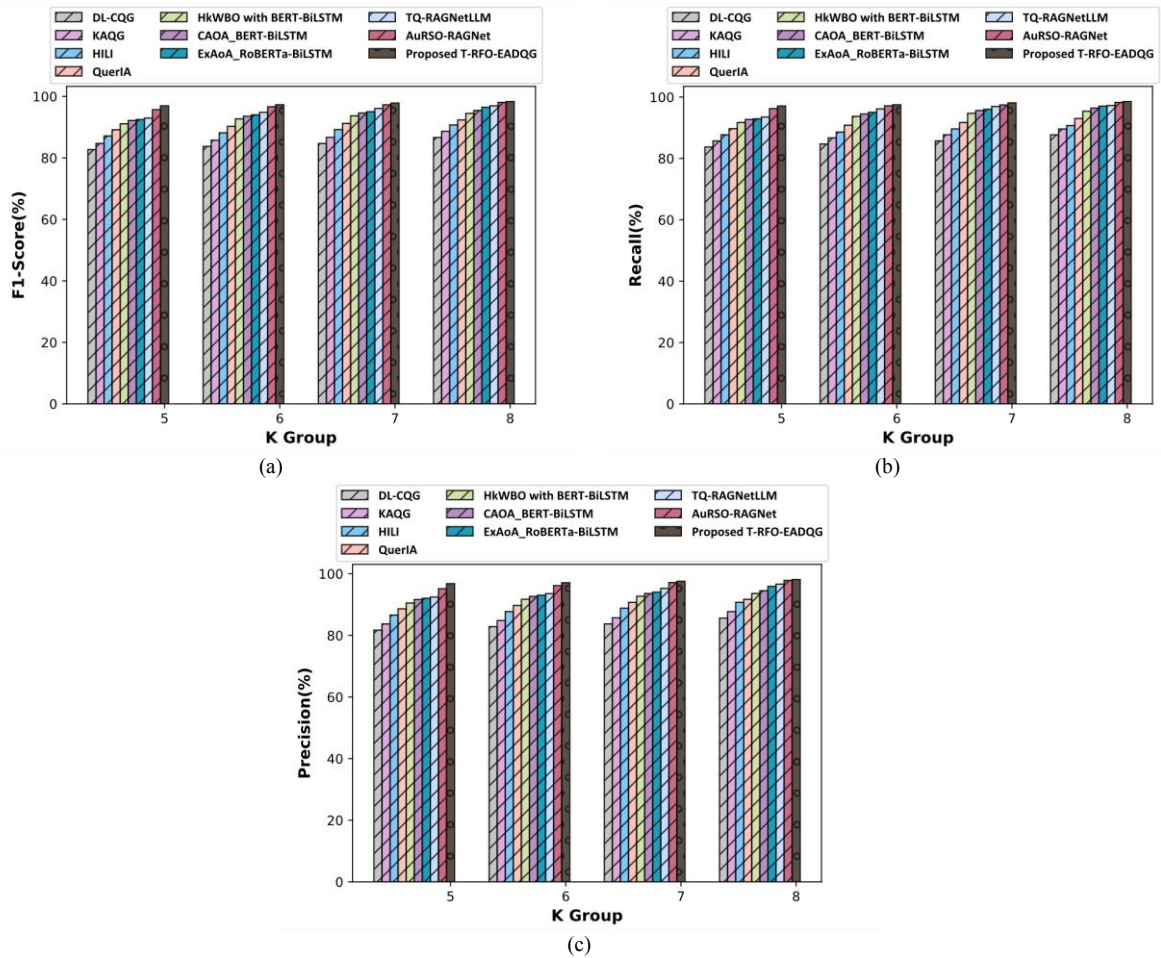 DL-CQG HkWBO with BERT-BiLSTM TQ-RAGNetLLM
KAQG CAOA_BERT-BiLSTM AuRSO-RAGNet
HILI ExAoA_RoBERTa-BiLSTM Proposed T-RFO-EADQG
QuerIA
100
80
60
40
20
0
F1-Score(%)
5 6 7 8
K Group
(a)
DL-CQG HkWBO with BERT-BiLSTM TQ-RAGNetLLM
KAQG CAOA_BERT-BiLSTM AuRSO-RAGNet
HILI ExAoA_RoBERTa-BiLSTM Proposed T-RFO-EADQG
QuerIA
100
80
60
40
20
0
Recall(%)
5 6 7 8
K Group
(b)
DL-CQG HkWBO with BERT-BiLSTM TQ-RAGNetLLM
KAQG CAOA_BERT-BiLSTM AuRSO-RAGNet
HILI ExAoA_RoBERTa-BiLSTM Proposed T-RFO-EADQG
QuerIA
100
80
60
40
20
0
Precision(%)
5 6 7 8
K Group
(c)